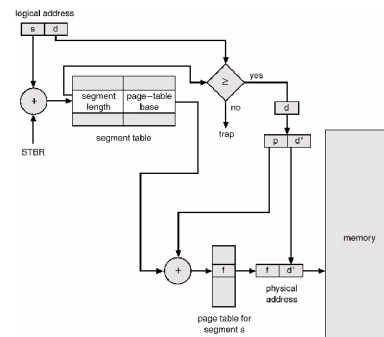 logical address
s d
yes
≥
no
trap
d
+
segment length
page–table base
segment table
STBR
p d'
memory
+
f
f d'
physical address
page table for segment s